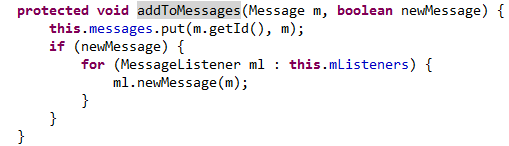 protected void addToMessages(Message m, boolean newMessage) {
    this.messages.put(m.getId(), m);
    if (newMessage) {
        for (MessageListener ml : this.mListeners) {
            ml.newMessage(m);
        }
    }
}